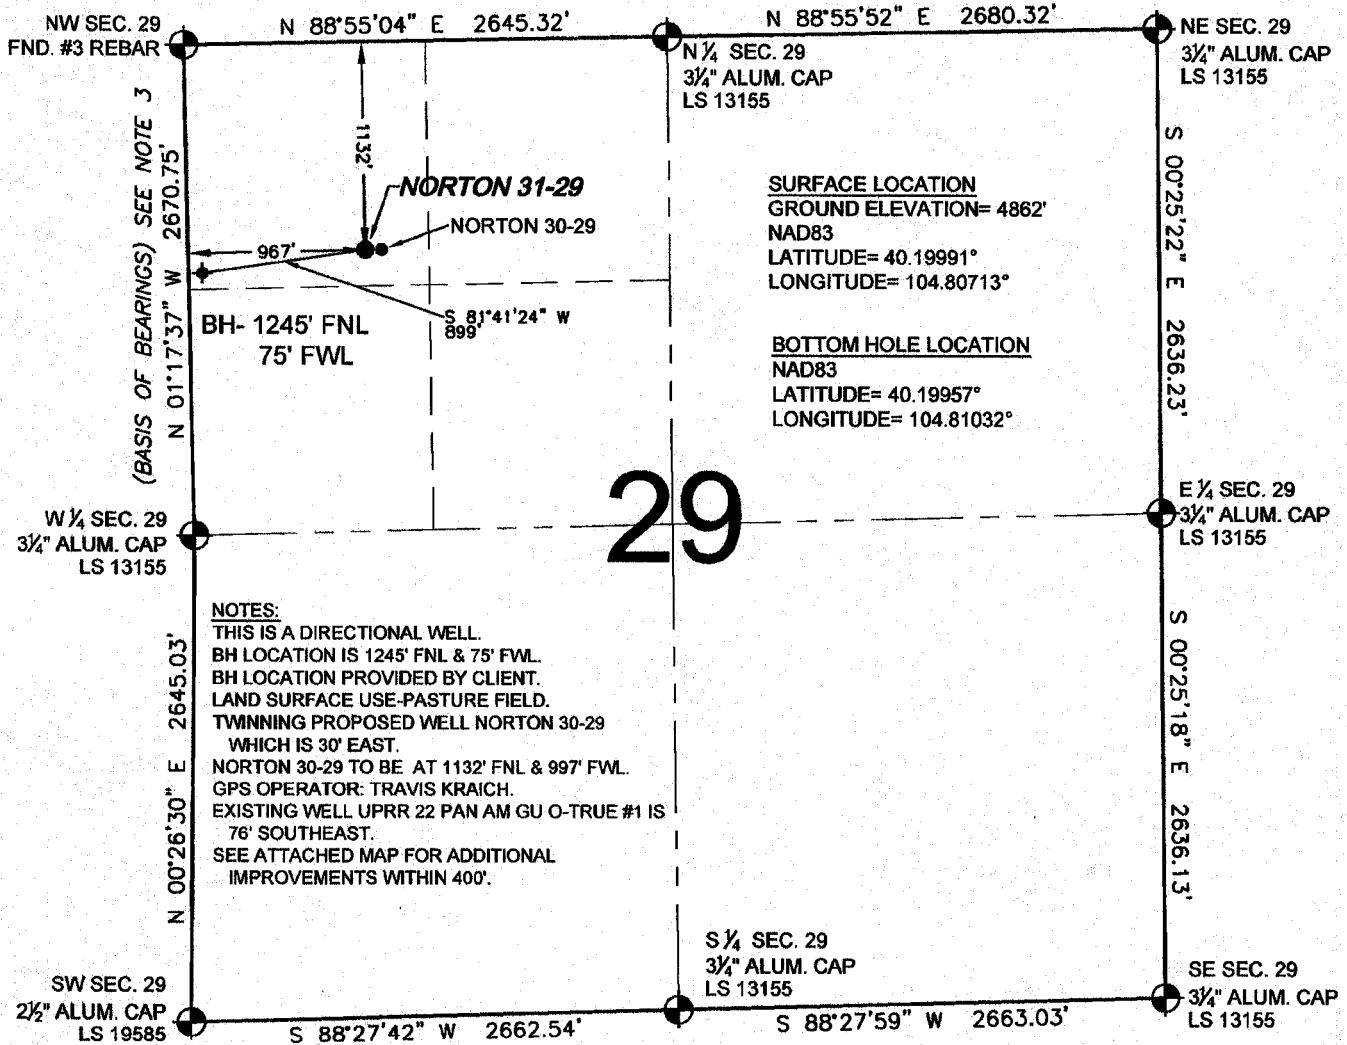 N 88°55'04" E 2645.32'
N 88°55'52" E 2680.32'
NW SEC. 29
FND. #3 REBAR
N ¼ SEC. 29
3¼" ALUM. CAP
LS 13155
NE SEC. 29
3¼" ALUM. CAP
LS 13155
(BASIS OF BEARINGS) SEE NOTE 3
N 01°17'37" W 2670.75'
1132'
NORTON 31-29
NORTON 30-29
967'
S 81°41'24" W
899'
BH- 1245' FNL
75' FWL
SURFACE LOCATION
GROUND ELEVATION= 4862'
NAD83
LATITUDE= 40.19991°
LONGITUDE= 104.80713°
BOTTOM HOLE LOCATION
NAD83
LATITUDE= 40.19957°
LONGITUDE= 104.81032°
S 00°25'22" E 2636.23'
29
W ¼ SEC. 29
3¼" ALUM. CAP
LS 13155
E ¼ SEC. 29
3¼" ALUM. CAP
LS 13155
N 00°26'30" E 2645.03'
NOTES:
THIS IS A DIRECTIONAL WELL.
BH LOCATION IS 1245' FNL & 75' FWL.
BH LOCATION PROVIDED BY CLIENT.
LAND SURFACE USE-PASTURE FIELD.
TWINNING PROPOSED WELL NORTON 30-29
WHICH IS 30' EAST.
NORTON 30-29 TO BE AT 1132' FNL & 997' FWL.
GPS OPERATOR: TRAVIS KRAICH.
EXISTING WELL UPRR 22 PAN AM GU O-TRUE #1 IS
76' SOUTHEAST.
SEE ATTACHED MAP FOR ADDITIONAL
IMPROVEMENTS WITHIN 400'.
S 00°25'18" E 2636.13'
SW SEC. 29
2½" ALUM. CAP
LS 19585
S ¼ SEC. 29
3¼" ALUM. CAP
LS 13155
SE SEC. 29
3¼" ALUM. CAP
LS 13155
S 88°27'42" W 2662.54'
S 88°27'59" W 2663.03'